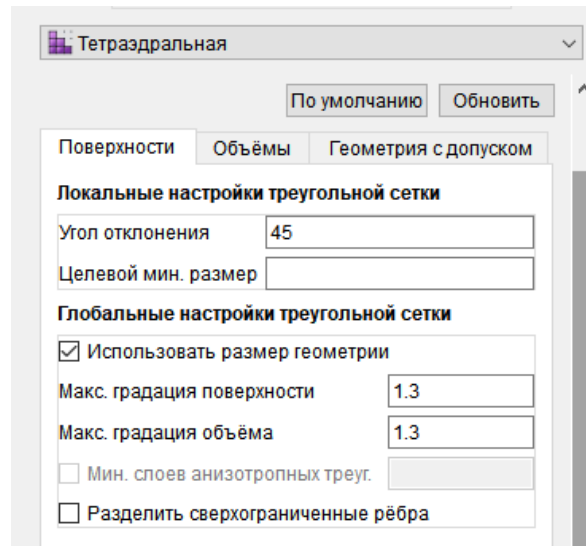 Тетраэдральная
По умолчанию Обновить
Поверхности Объёмы Геометрия с допуском
Локальные настройки треугольной сетки
Угол отклонения 45
Целевой мин. размер
Глобальные настройки треугольной сетки
Использовать размер геометрии
Макс. градация поверхности 1.3
Макс. градация объёма 1.3
Мин. слоев анизотропных треуг.
Разделить сверхограниченные рёбра